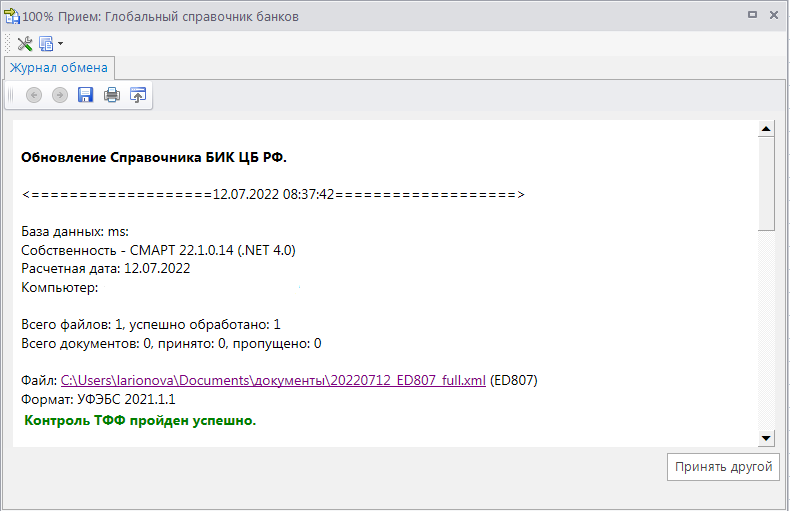 100% Прием: Глобальный справочник банков
Журнал обмена
Обновление Справочника БИК ЦБ РФ.
<===================12.07.2022 08:37:42===================>
База данных: ms:
Собственность - СМАРТ 22.1.0.14 (.NET 4.0)
Расчетная дата: 12.07.2022
Компьютер:
Всего файлов: 1, успешно обработано: 1
Всего документов: 0, принято: 0, пропущено: 0
Файл: C:\Users\larionova\Documents\документы\20220712_ED807_full.xml (ED807)
Формат: УФЭБС 2021.1.1
Контроль ТФФ пройден успешно.
Принять другой